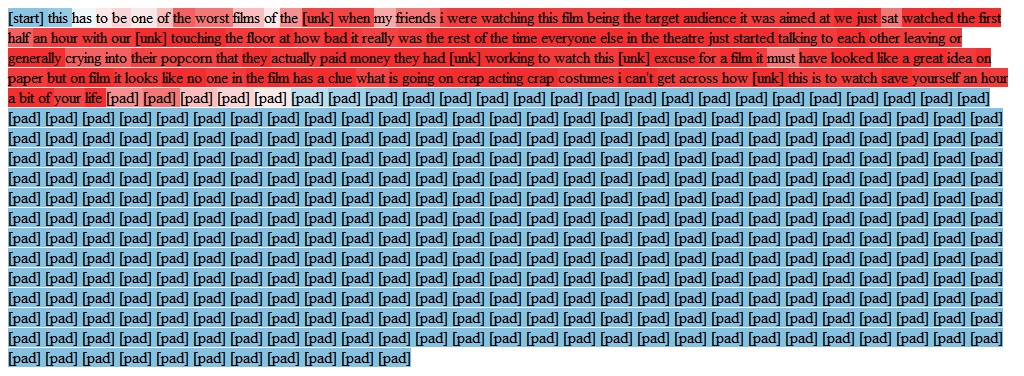 [start] this has to be one of the worst films of the [unk] when my friends i were watching this film being the target audience it was aimed at we just sat watched the first
half an hour with our [unk] touching the floor at how bad it really was the rest of the time everyone else in the theatre just started talking to each other leaving or
generally crying into their popcorn that they actually paid money they had [unk] working to watch this [unk] excuse for a film it must have looked like a great idea on
paper but on film it looks like no one in the film has a clue what is going on crap acting crap costumes i can't get across how [unk] this is to watch save yourself an hour
a bit of your life [pad] [pad] [pad] [pad] [pad] [pad] [pad] [pad] [pad] [pad] [pad] [pad] [pad] [pad] [pad] [pad] [pad] [pad] [pad] [pad] [pad] [pad] [pad] [pad]
[pad] [pad] [pad] [pad] [pad] [pad] [pad] [pad] [pad] [pad] [pad] [pad] [pad] [pad] [pad] [pad] [pad] [pad] [pad] [pad] [pad] [pad] [pad] [pad] [pad] [pad] [pad]
[pad] [pad] [pad] [pad] [pad] [pad] [pad] [pad] [pad] [pad] [pad] [pad] [pad] [pad] [pad] [pad] [pad] [pad] [pad] [pad] [pad] [pad] [pad] [pad] [pad] [pad] [pad]
[pad] [pad] [pad] [pad] [pad] [pad] [pad] [pad] [pad] [pad] [pad] [pad] [pad] [pad] [pad] [pad] [pad] [pad] [pad] [pad] [pad] [pad] [pad] [pad] [pad] [pad] [pad]
[pad] [pad] [pad] [pad] [pad] [pad] [pad] [pad] [pad] [pad] [pad] [pad] [pad] [pad] [pad] [pad] [pad] [pad] [pad] [pad] [pad] [pad] [pad] [pad] [pad] [pad] [pad]
[pad] [pad] [pad] [pad] [pad] [pad] [pad] [pad] [pad] [pad] [pad] [pad] [pad] [pad] [pad] [pad] [pad] [pad] [pad] [pad] [pad] [pad] [pad] [pad] [pad] [pad] [pad]
[pad] [pad] [pad] [pad] [pad] [pad] [pad] [pad] [pad] [pad] [pad] [pad] [pad] [pad] [pad] [pad] [pad] [pad] [pad] [pad] [pad] [pad] [pad] [pad] [pad] [pad] [pad]
[pad] [pad] [pad] [pad] [pad] [pad] [pad] [pad] [pad] [pad] [pad] [pad] [pad] [pad] [pad] [pad] [pad] [pad] [pad] [pad] [pad] [pad] [pad] [pad] [pad] [pad] [pad]
[pad] [pad] [pad] [pad] [pad] [pad] [pad] [pad] [pad] [pad] [pad] [pad] [pad] [pad] [pad] [pad] [pad] [pad] [pad] [pad] [pad] [pad] [pad] [pad] [pad] [pad] [pad]
[pad] [pad] [pad] [pad] [pad] [pad] [pad] [pad] [pad] [pad] [pad] [pad] [pad] [pad] [pad] [pad] [pad] [pad] [pad] [pad] [pad] [pad] [pad] [pad] [pad] [pad] [pad]
[pad] [pad] [pad] [pad] [pad] [pad] [pad] [pad] [pad] [pad] [pad] [pad] [pad] [pad] [pad] [pad] [pad] [pad] [pad] [pad] [pad] [pad] [pad] [pad] [pad] [pad] [pad]
[pad] [pad] [pad] [pad] [pad] [pad] [pad] [pad] [pad] [pad] [pad] [pad] [pad] [pad] [pad] [pad] [pad] [pad] [pad] [pad] [pad] [pad] [pad] [pad] [pad] [pad] [pad]
[pad] [pad] [pad] [pad] [pad] [pad] [pad] [pad] [pad] [pad] [pad] [pad] [pad] [pad] [pad] [pad] [pad] [pad] [pad] [pad] [pad] [pad] [pad] [pad] [pad] [pad] [pad]
[pad] [pad] [pad] [pad] [pad] [pad] [pad] [pad] [pad] [pad] [pad]